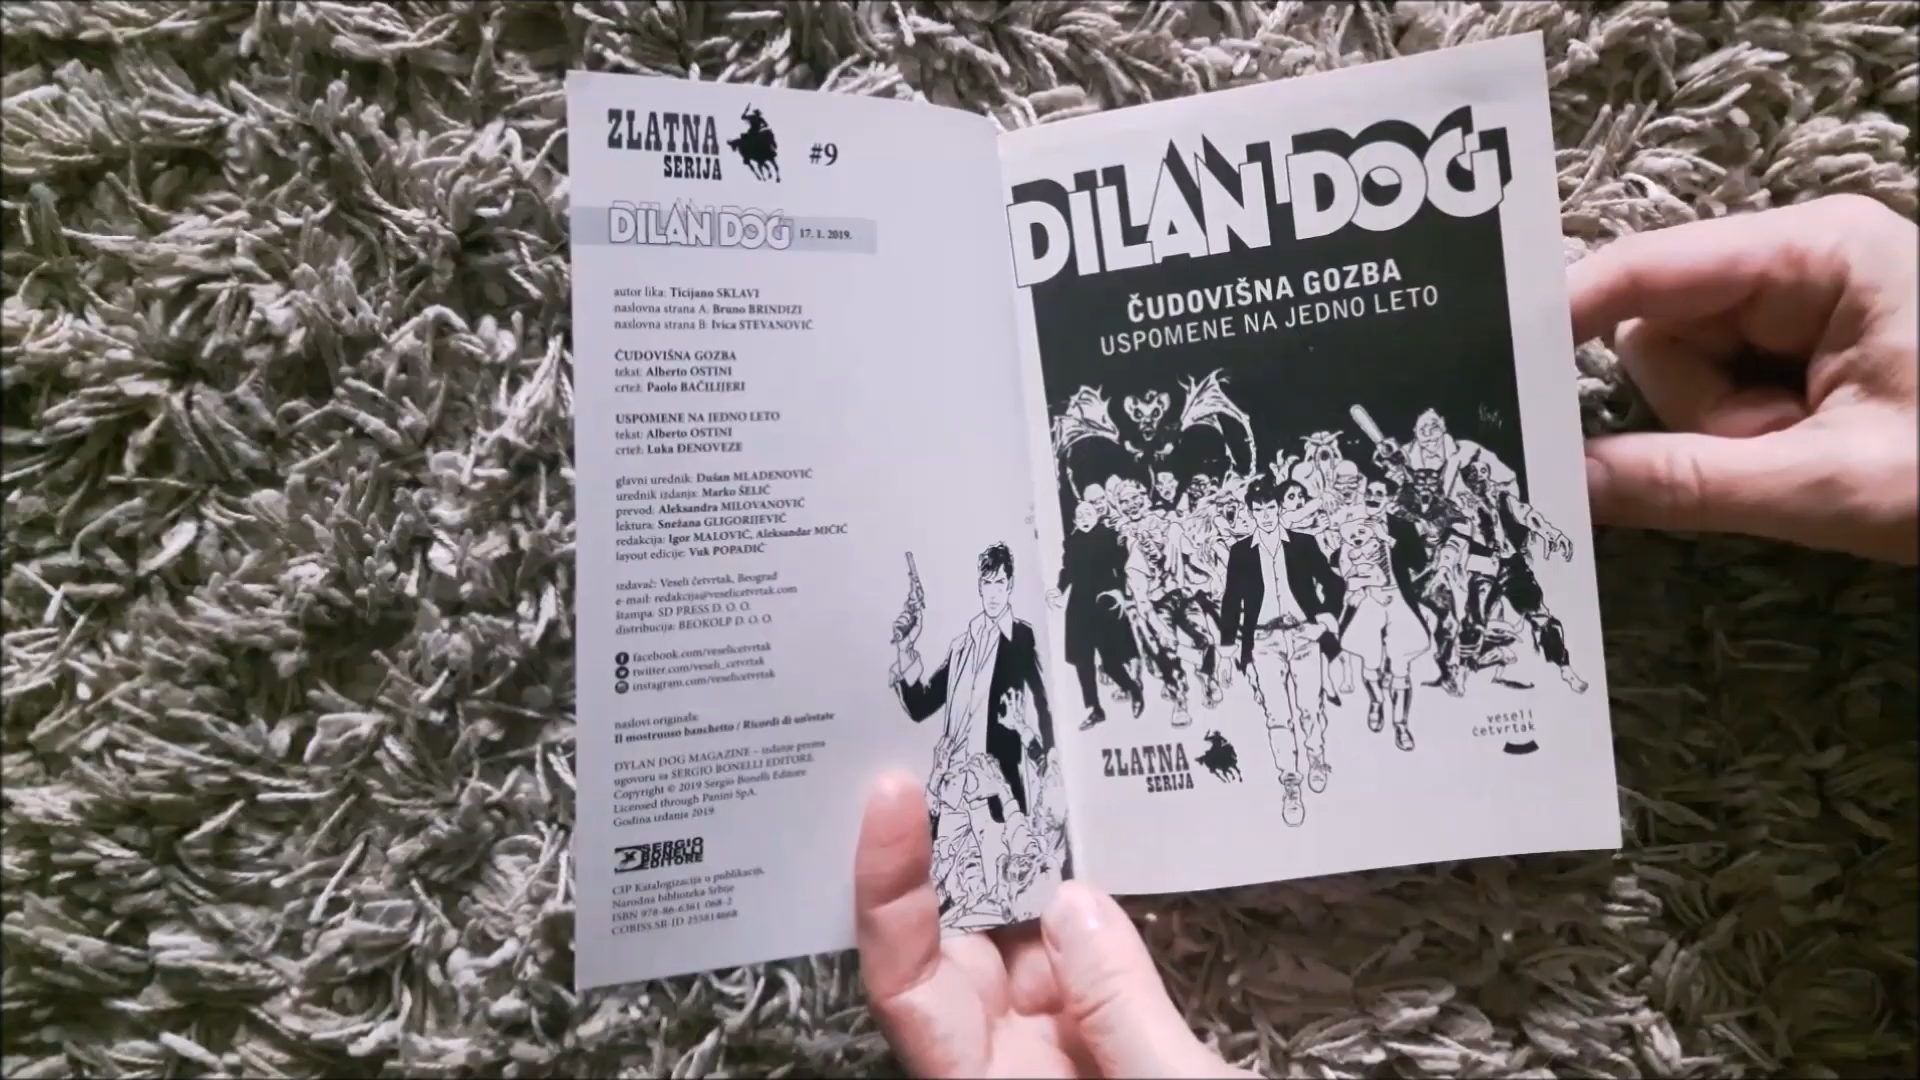 ZLATNA
SERIJA
#9
DILAN DOG 17. 1. 2019.
autor lika: Ticijano SKLAVI
naslovna strana A: Bruno BRINDIZI
naslovna strana B: Ivica STEVANOVIĆ
ČUDOVIŠNA GOZBA
tekst: Alberto OSTINI
crtež: Paolo BAČILIJERI
USPOMENE NA JEDNO LETO
tekst: Alberto OSTINI
crtež: Luka ĐENOVEZE
glavni urednik: Dušan MLADENOVIĆ
urednik izdanja: Marko ŠELIĆ
prevod: Aleksandra MILOVANOVIĆ
lektura: Snežana GLIGORIJEVIĆ
redakcija: Igor MALOVIĆ, Aleksandar MIČIĆ
layout edicije: Vuk POPADIĆ
izdavač: Veseli četvrtak, Beograd
e-mail: redakcija@veselicetvrtak.com
štampa: SD PRESS D. O. O.
distribucija: BEOKOLP D. O. O.
facebook.com/veselicetvrtak
twitter.com/veseli_cetvrtak
instagram.com/veselicetvrtak
naslovi originala:
Il mostruoso banchetto / Ricordi di un'estate
DYLAN DOG MAGAZINE – izdanje prema
ugovoru sa SERGIO BONELLI EDITORE
Copyright © 2019 Sergio Bonelli Editore
Licensed through Panini SpA.
Godina izdanja 2019.
SERGIO
BONELLI
EDITORE
CIP Katalogizacije u publikaciji,
Narodna biblioteka Srbije
ISBN 978-86-6361-068-2
COBISS.SR-ID
DILAN DOG
ČUDOVIŠNA GOZBA
USPOMENE NA JEDNO LETO
ZLATNA
SERIJA
veseli
četvrtak